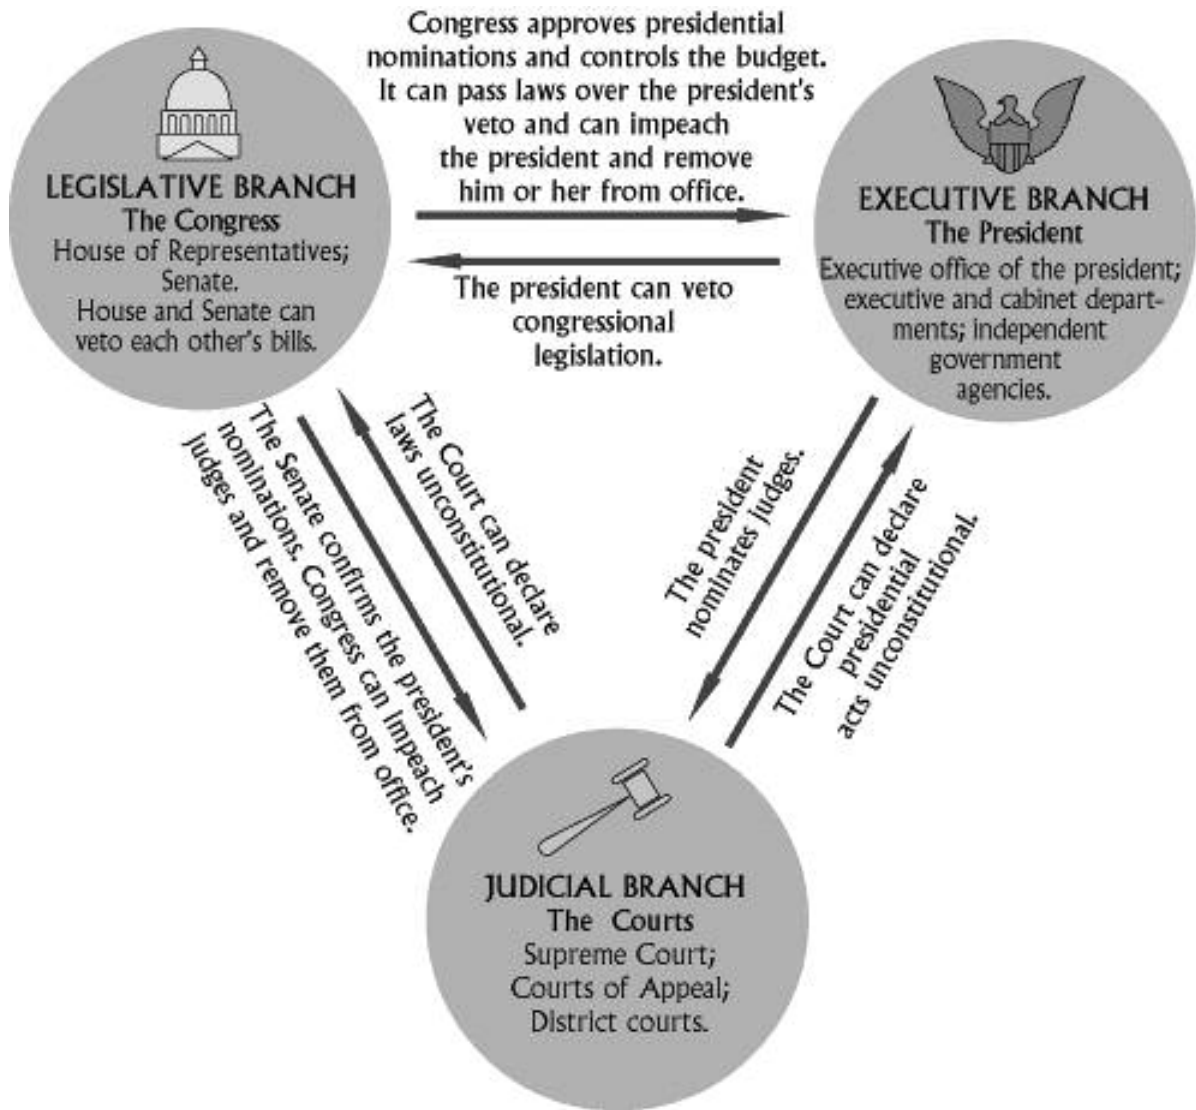 Congress approves presidential
nominations and controls the budget.
It can pass laws over the president's
veto and can impeach
the president and remove
him or her from office.
LEGISLATIVE BRANCH
The Congress
House of Representatives;
Senate.
House and Senate can
veto each other's bills.
EXECUTIVE BRANCH
The President
Executive office of the president;
executive and cabinet depart-
ments; independent
government
agencies.
The president can veto
congressional
legislation.
The Senate confirms the president's
nominations. Congress can impeach
judges and remove them from office.
The Court can declare
laws unconstitutional.
The president
nominates judges.
The Court can declare
presidential
acts unconstitutional.
JUDICIAL BRANCH
The Courts
Supreme Court;
Courts of Appeal;
District courts.